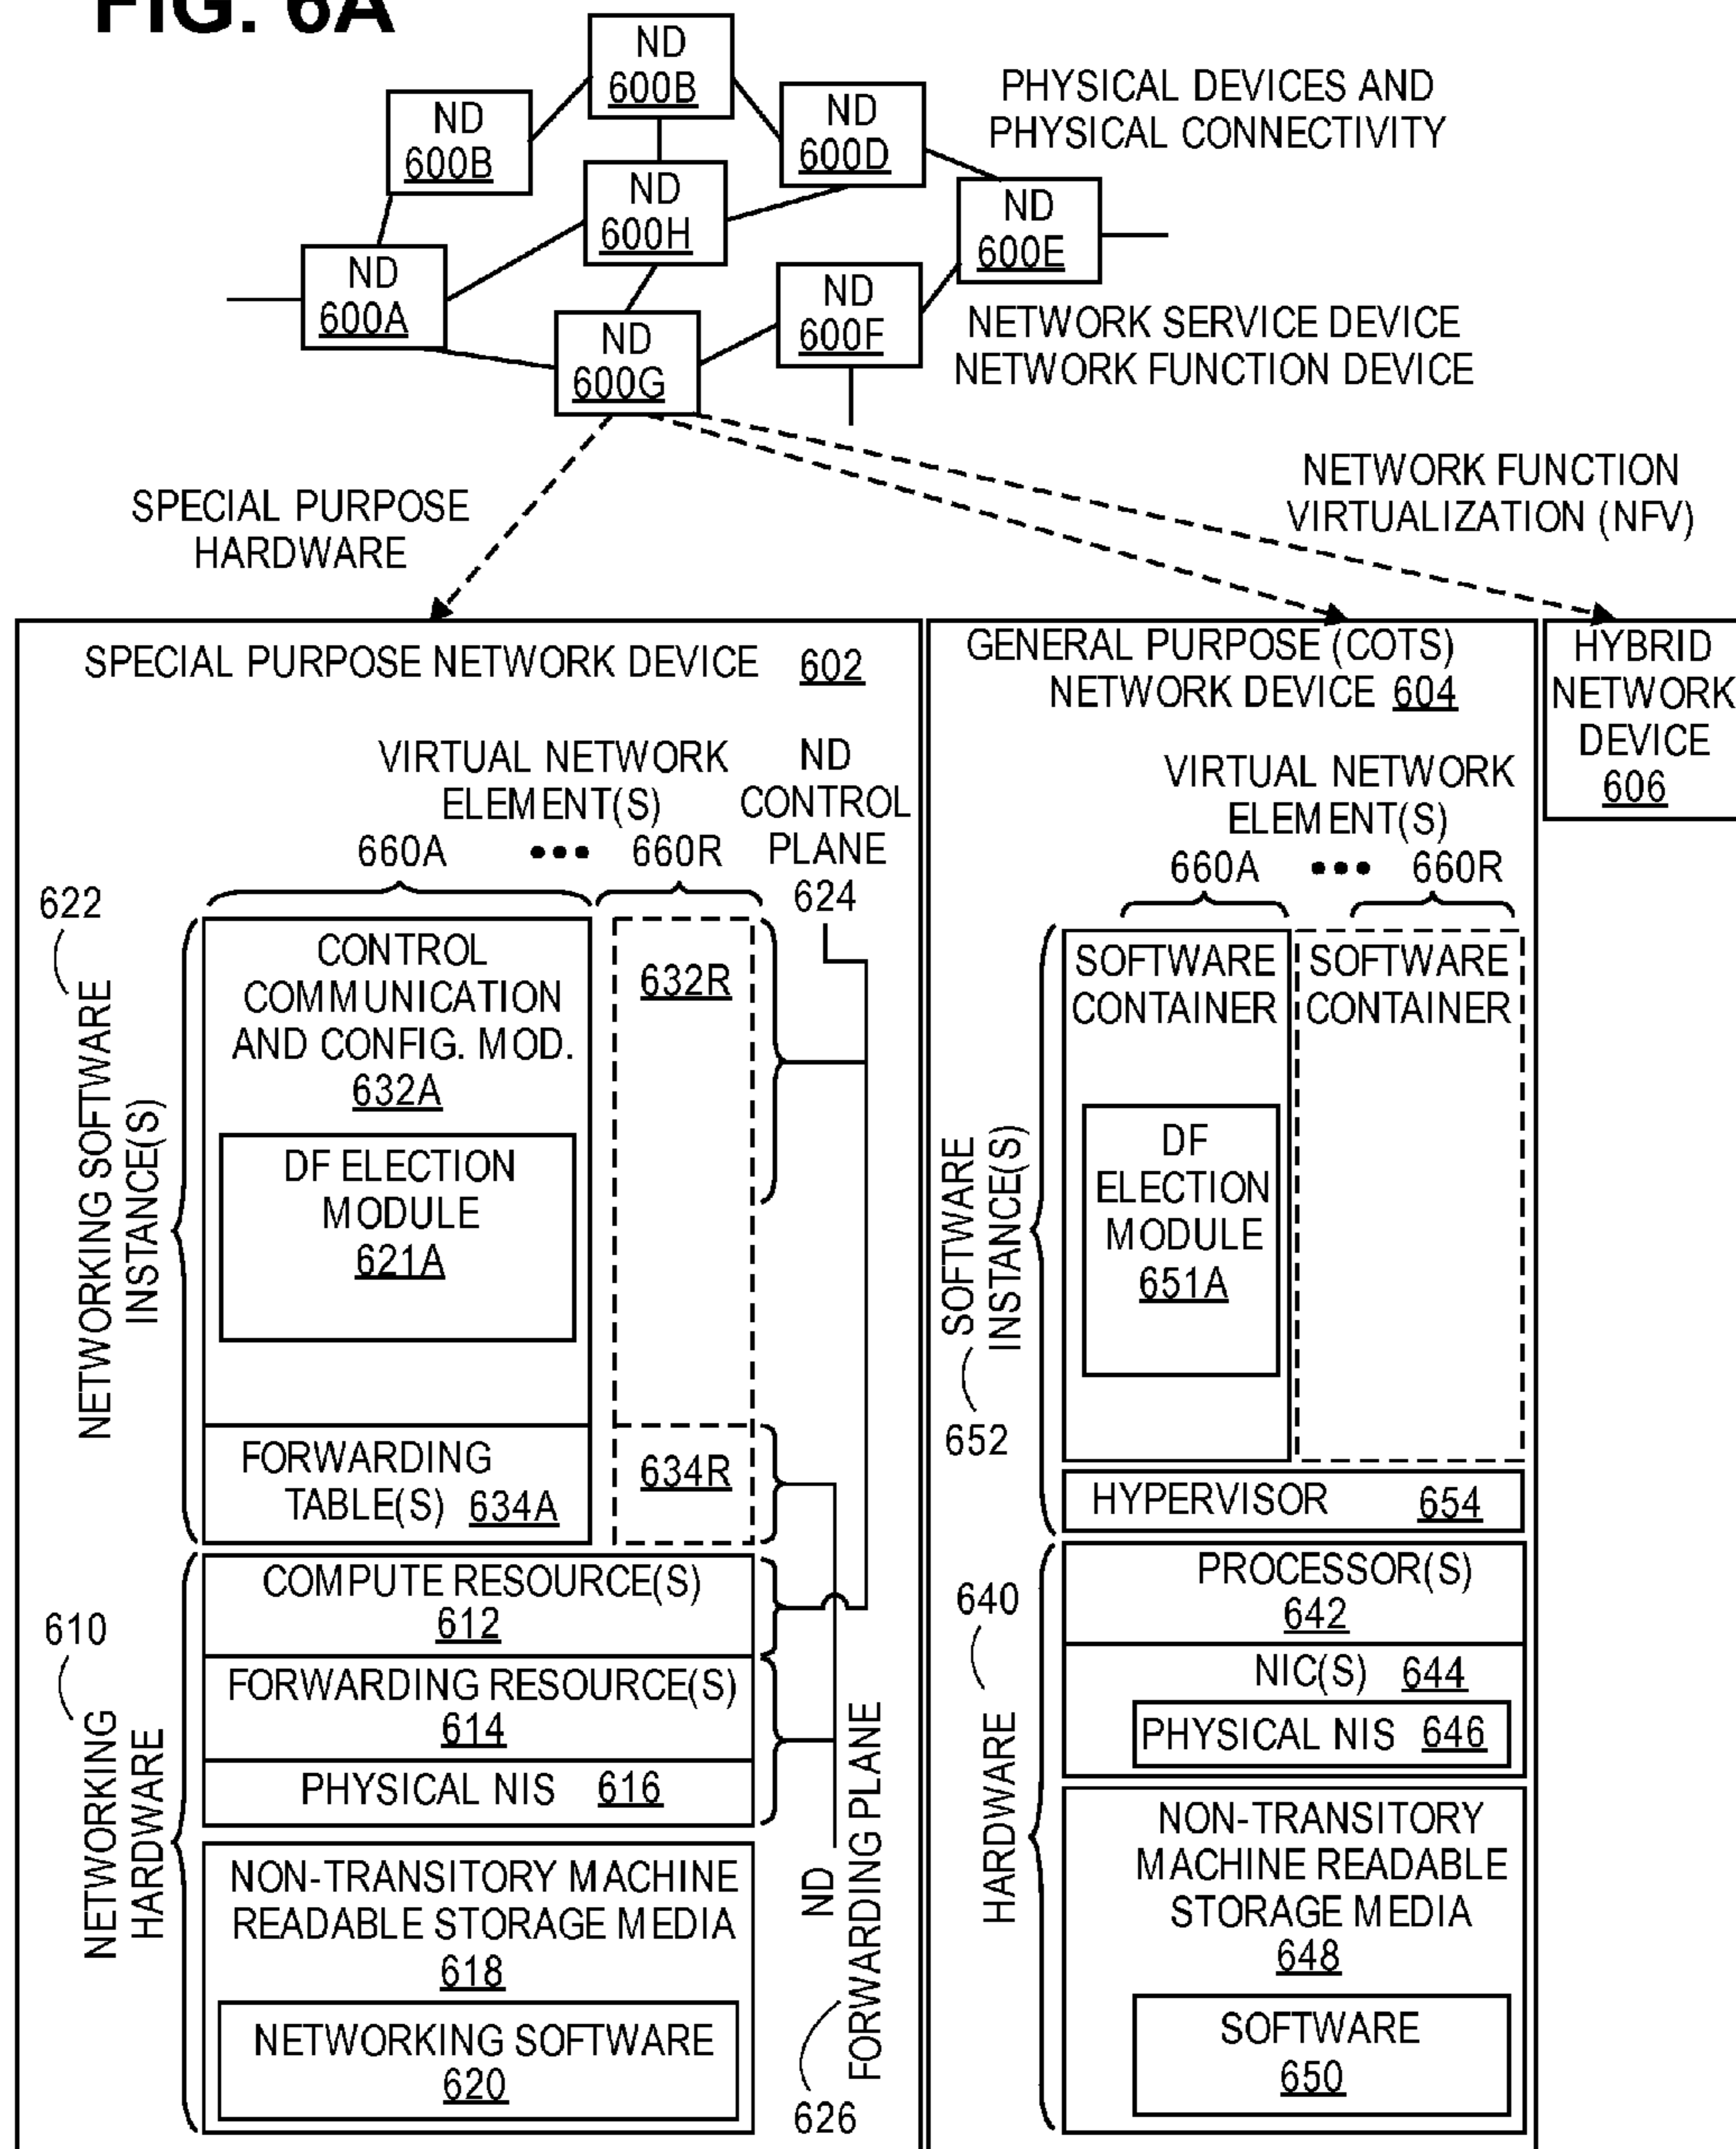 FIG. 6A
ND
600B
ND
600B
ND
600D
PHYSICAL DEVICES AND
PHYSICAL CONNECTIVITY
ND
600H
ND
600E
ND
600A
ND
600F
ND
600G
NETWORK SERVICE DEVICE
NETWORK FUNCTION DEVICE
SPECIAL PURPOSE
HARDWARE
NETWORK FUNCTION
VIRTUALIZATION (NFV)
SPECIAL PURPOSE NETWORK DEVICE 602
VIRTUAL NETWORK
ELEMENT(S)
660A ••• 660R
ND
CONTROL
PLANE
624
622
NETWORKING SOFTWARE
INSTANCE(S)
CONTROL
COMMUNICATION
AND CONFIG. MOD.
632A
632R
DF ELECTION
MODULE
621A
FORWARDING
TABLE(S) 634A
634R
610
NETWORKING
HARDWARE
COMPUTE RESOURCE(S)
612
FORWARDING RESOURCE(S)
614
PHYSICAL NIS 616
NON-TRANSITORY MACHINE
READABLE STORAGE MEDIA
618
NETWORKING SOFTWARE
620
ND
FORWARDING PLANE
626
GENERAL PURPOSE (COTS)
NETWORK DEVICE 604
VIRTUAL NETWORK
ELEMENT(S)
660A ••• 660R
SOFTWARE
CONTAINER
SOFTWARE
CONTAINER
DF
ELECTION
MODULE
651A
SOFTWARE
INSTANCE(S)
652
HYPERVISOR 654
640
HARDWARE
PROCESSOR(S)
642
NIC(S) 644
PHYSICAL NIS 646
NON-TRANSITORY
MACHINE READABLE
STORAGE MEDIA
648
SOFTWARE
650
HYBRID
NETWORK
DEVICE
606